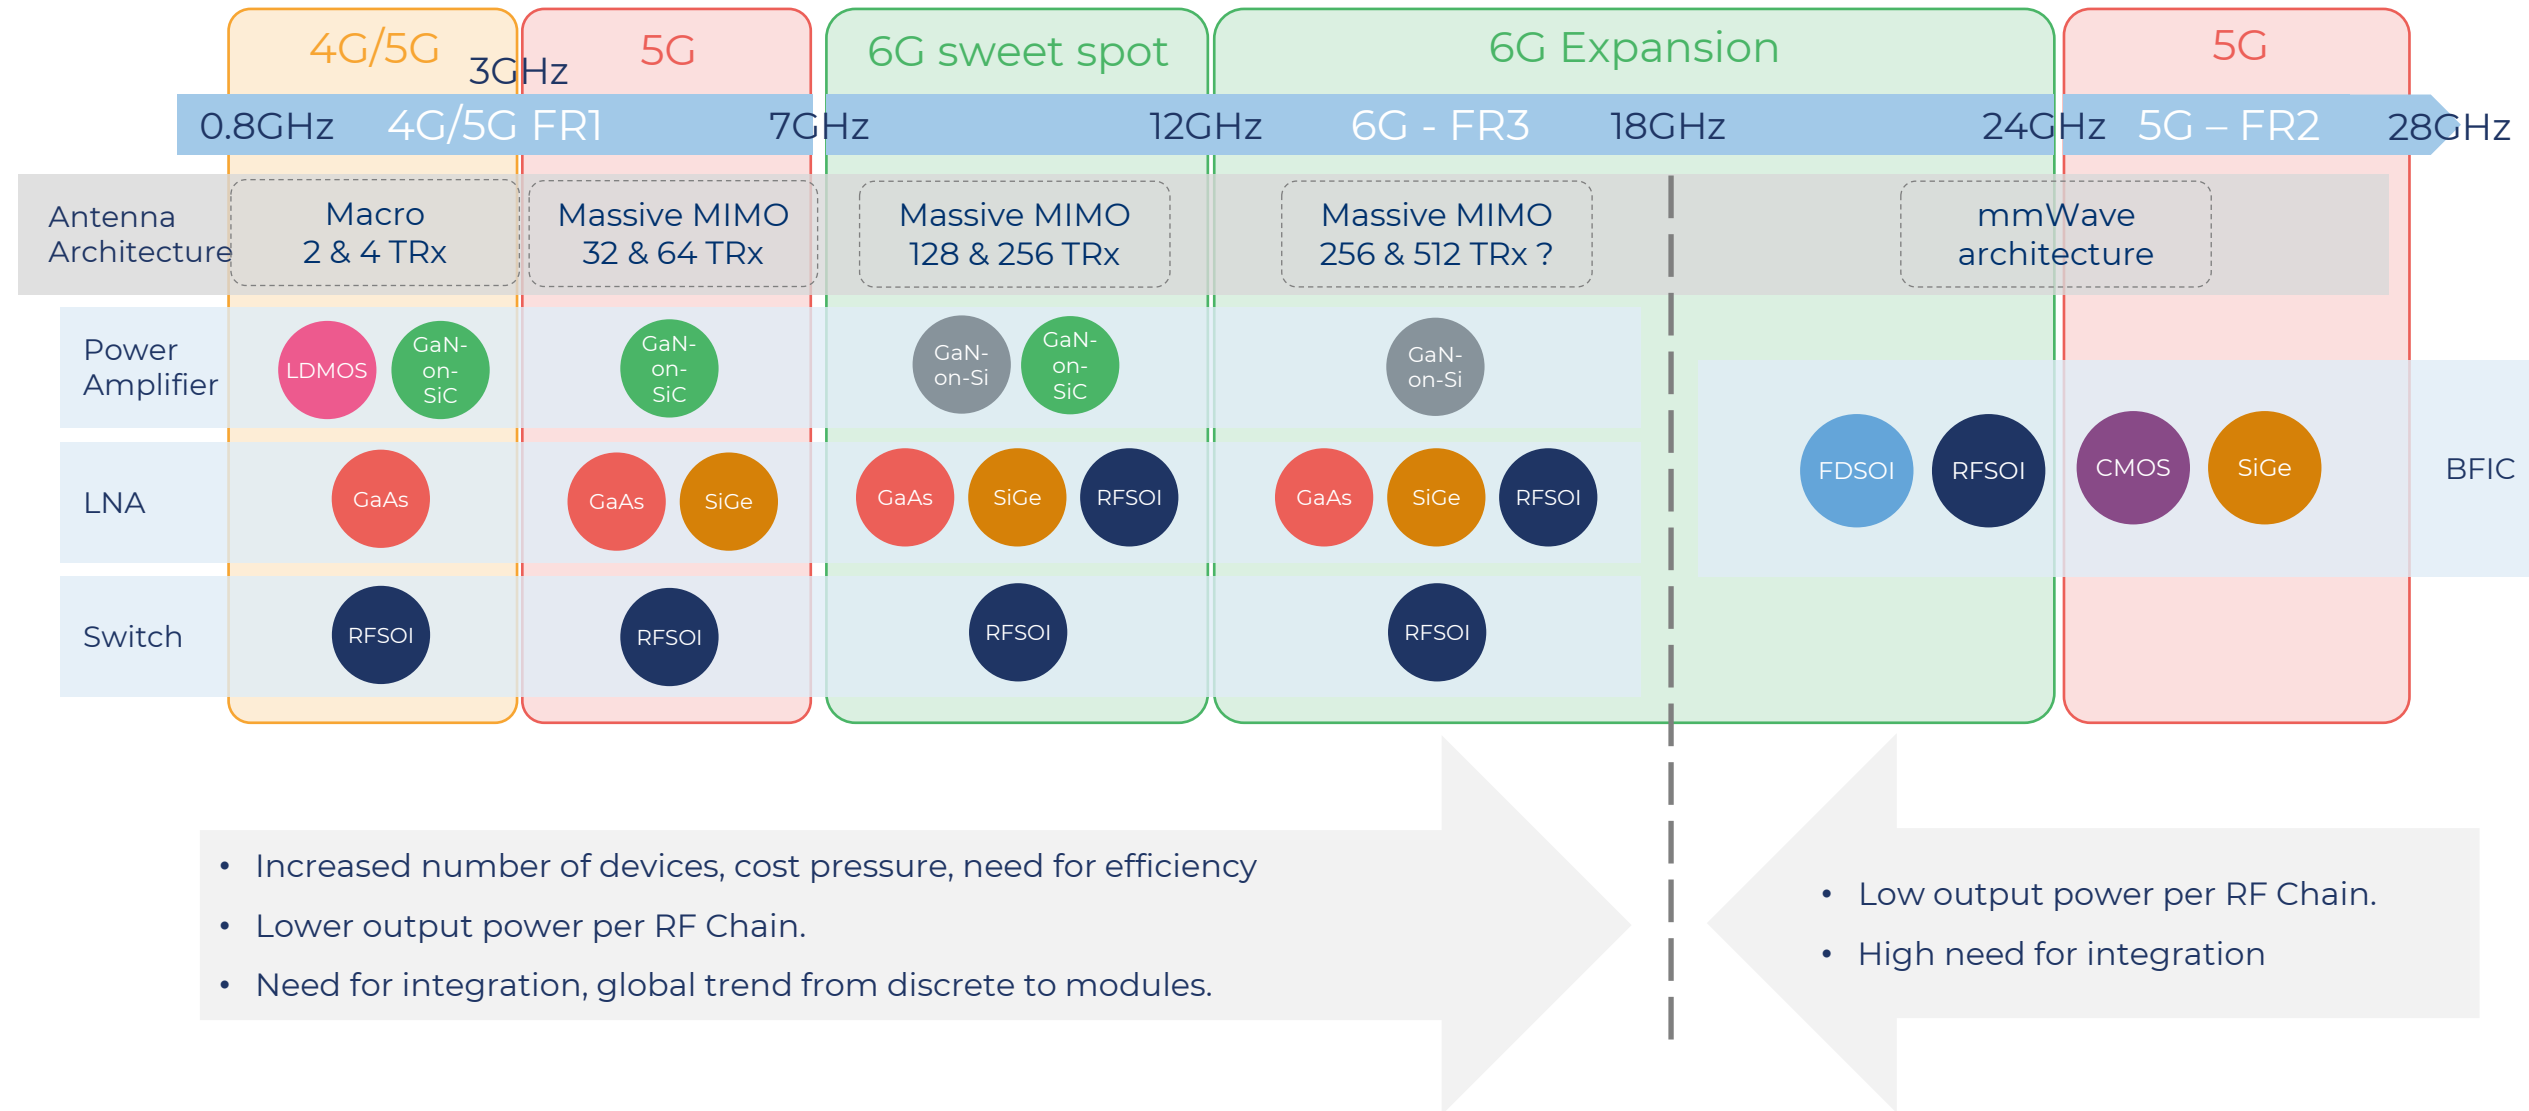 4G/5G
5G
6G sweet spot
6G Expansion
5G
3GHz
0.8GHz
4G/5G FR1
7GHz
12GHz
6G - FR3
18GHz
24GHz
5G – FR2
28GHz
Antenna
Architecture
Macro
2 & 4 TRx
Massive MIMO
32 & 64 TRx
Massive MIMO
128 & 256 TRx
Massive MIMO
256 & 512 TRx ?
mmWave
architecture
Power
Amplifier
LDMOS
GaN-
on-
SiC
GaN-
on-
SiC
GaN-
on-Si
GaN-
on-
SiC
GaN-
on-Si
LNA
GaAs
GaAs
SiGe
GaAs
SiGe
RFSOI
GaAs
SiGe
RFSOI
FDSOI
RFSOI
CMOS
SiGe
BFIC
Switch
RFSOI
RFSOI
RFSOI
RFSOI
• Increased number of devices, cost pressure, need for efficiency
• Lower output power per RF Chain.
• Need for integration, global trend from discrete to modules.
• Low output power per RF Chain.
• High need for integration